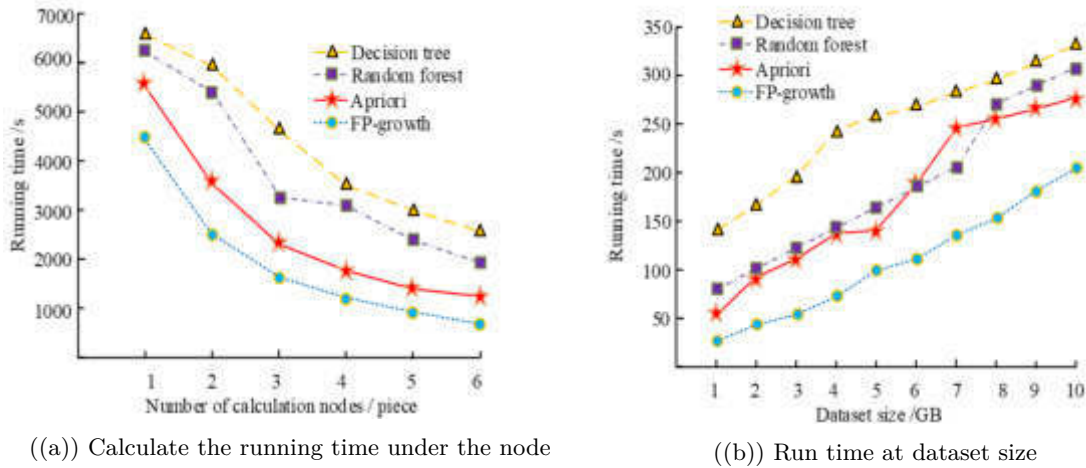 7000
6000
5000
4000
3000
2000
1000
Running time /s
Decision tree
Random forest
Apriori
FP-growth
1 2 3 4 5 6
Number of calculation nodes / piece
((a)) Calculate the running time under the node
350
300
250
200
150
100
50
Running time /s
Decision tree
Random forest
Apriori
FP-growth
1 2 3 4 5 6 7 8 9 10
Dataset size /GB
((b)) Run time at dataset size